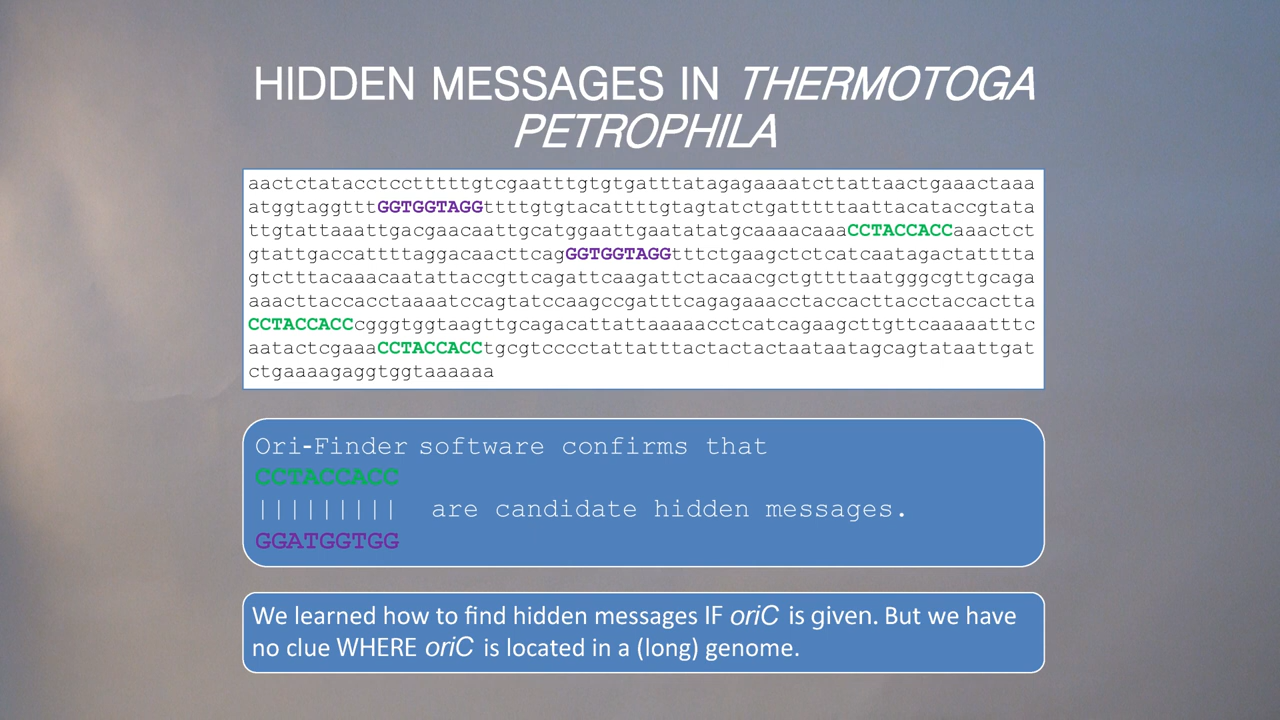 HIDDEN MESSAGES IN THERMOTOGA
PETROPHILA
aactctatacctcctttttgtcgaatttgtgtgatttatagagaaaatcttattaactgaaactaaa
atggtaggtttGGTGGTAGGttttgtgtacattttgtagtatctgatttttaattacataccgtata
ttgtattaaattgacgaacaattgcatggaattgaatatatgcaaaacaaaCCTACCACCaaactct
gtattgaccattttaggacaacttcagGGTGGTAGGtttctgaagctctcatcaatagactatttta
gtctttacaaacaatattaccgttcagattcaagattctacaacgctgttttaatgggcgttgcaga
aaacttaccacctaaaatccagtatccaagccgatttcagagaaacctaccacttacctaccactta
CCTACCACCcgggtggtaagttgcagacattattaaaaacctcatcagaagcttgttcaaaaatttc
aatactcgaaaCCTACCACCtgcgtcccctattatttactactactaataatagcagtataattgat
ctgaaaagaggtggtaaaaaa
Ori-Finder software confirms that
CCTACCACC
||||||||| are candidate hidden messages.
GGATGGTGG
We learned how to find hidden messages IF oriC is given. But we have
no clue WHERE oriC is located in a (long) genome.